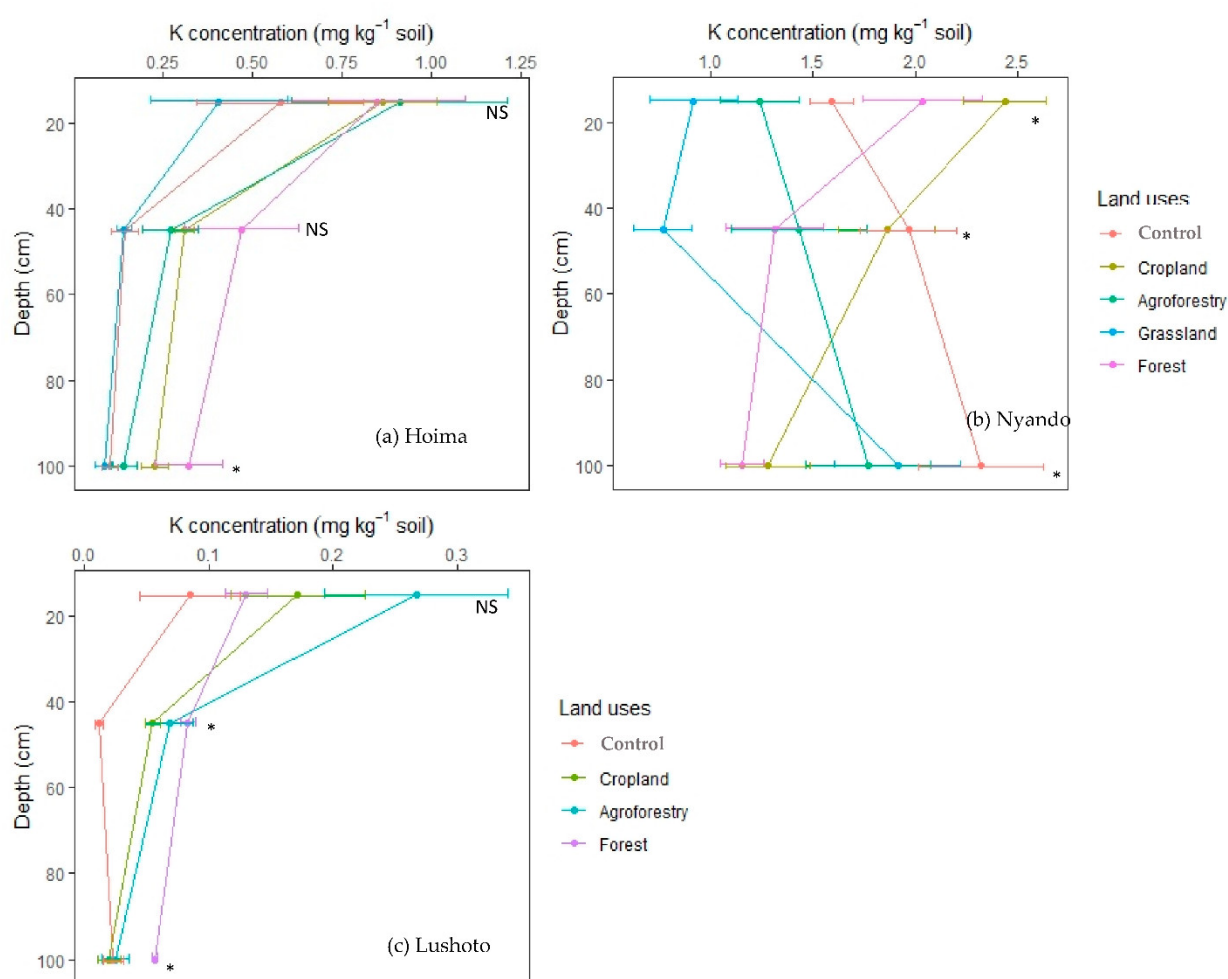 K concentration (mg kg⁻¹ soil)
0.25 0.50 0.75 1.00 1.25
20
40
60
80
100
Depth (cm)
NS
NS
*
(a) Hoima
K concentration (mg kg⁻¹ soil)
1.0 1.5 2.0 2.5
20
40
60
80
100
Depth (cm)
*
*
*
(b) Nyando
Land uses
Control
Cropland
Agroforestry
Grassland
Forest
K concentration (mg kg⁻¹ soil)
0.0 0.1 0.2 0.3
20
40
60
80
100
Depth (cm)
NS
*
*
(c) Lushoto
Land uses
Control
Cropland
Agroforestry
Forest